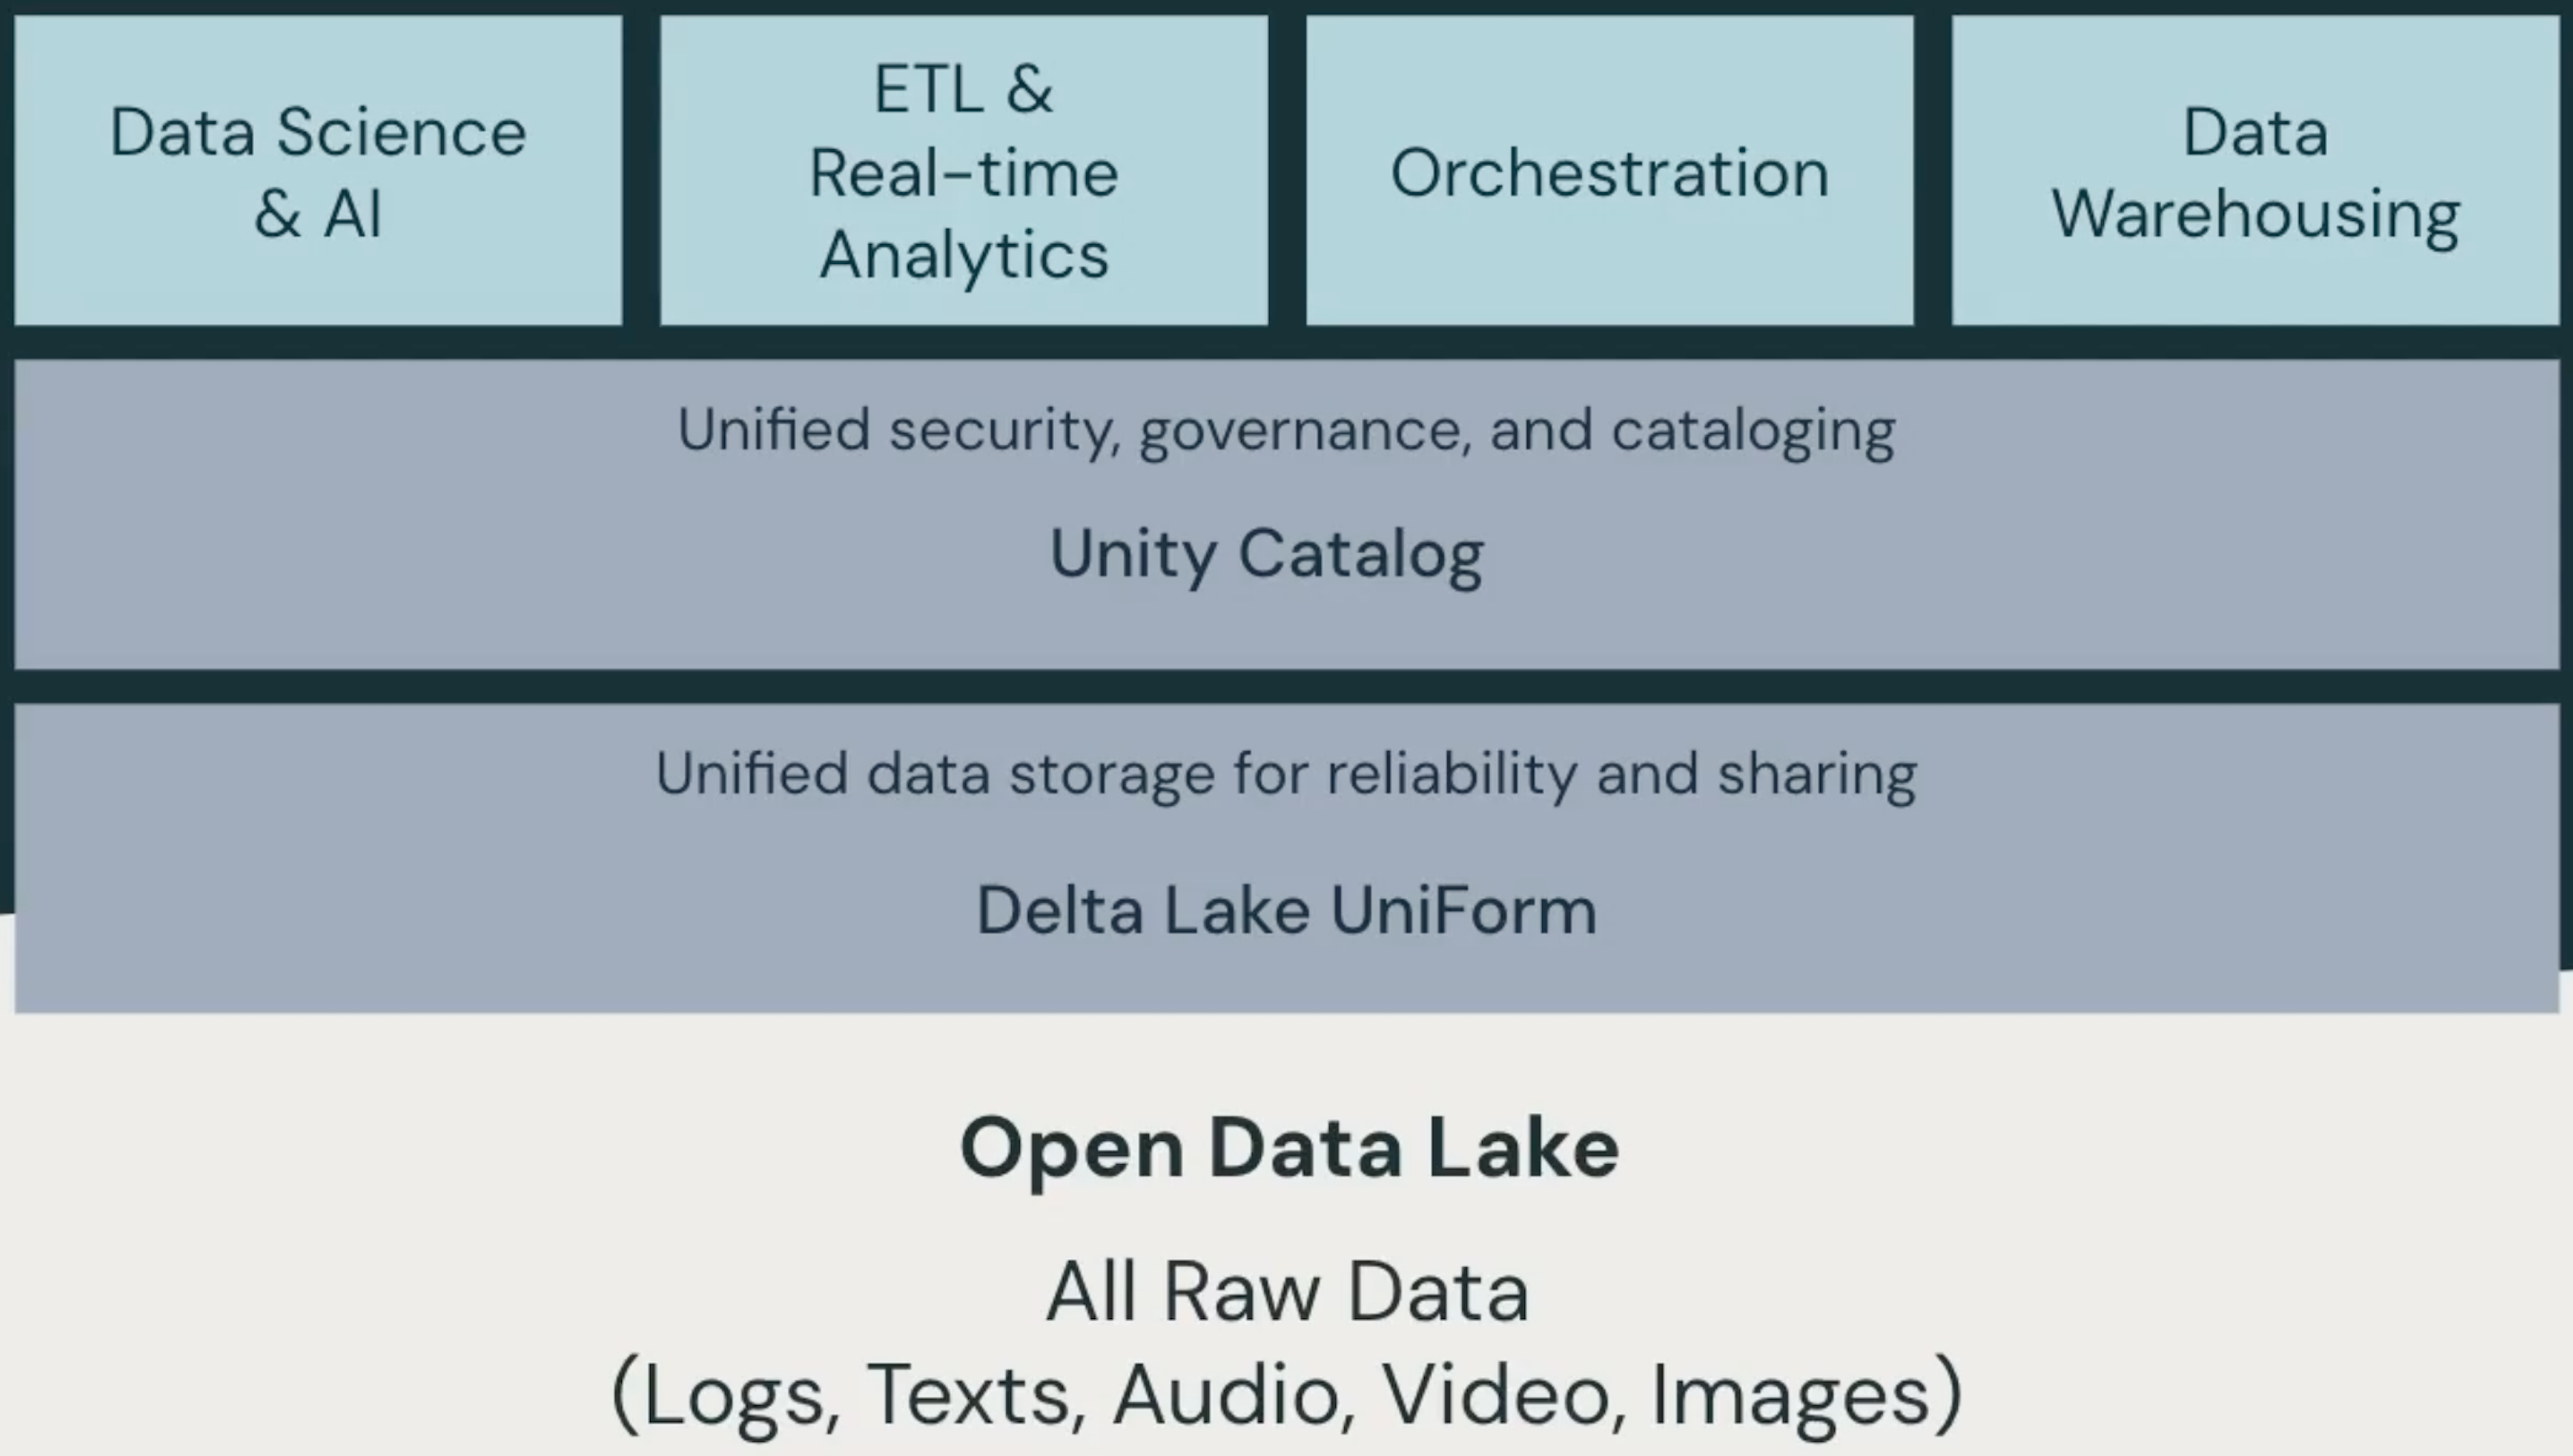 Data Science
& AI
ETL &
Real-time
Analytics
Orchestration
Data
Warehousing
Unified security, governance, and cataloging
Unity Catalog
Unified data storage for reliability and sharing
Delta Lake UniForm
Open Data Lake
All Raw Data
(Logs, Texts, Audio, Video, Images)